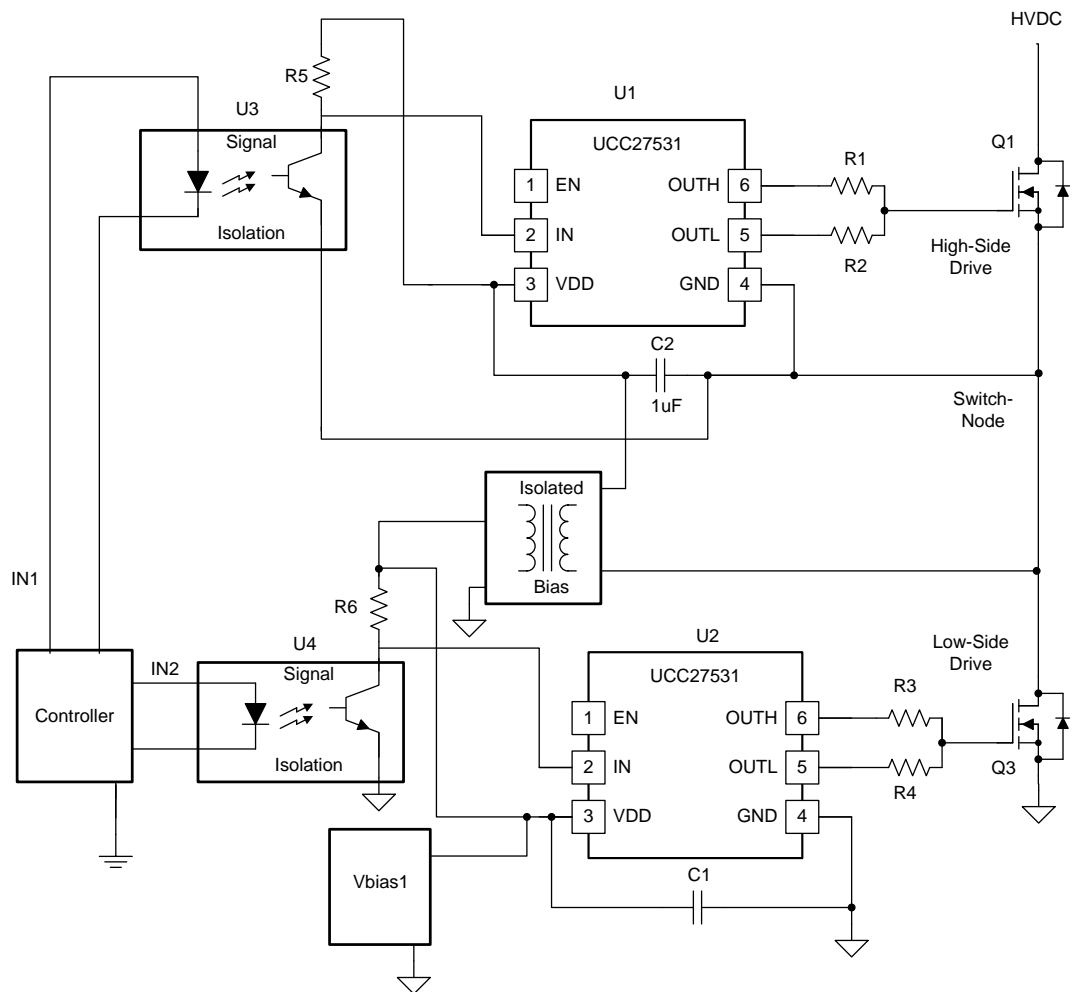 HVDC
R5
U3
U1
Signal
UCC27531
Q1
R1
1 EN
OUTH 6
2 IN
OUTL 5
Isolation
R2
High-Side
Drive
3 VDD
GND 4
C2
1uF
Switch-
Node
Isolated
Bias
IN1
R6
U4
U2
Low-Side
Drive
IN2
Signal
UCC27531
R3
Controller
1 EN
OUTH 6
2 IN
OUTL 5
Isolation
R4
Q3
3 VDD
GND 4
Vbias1
C1